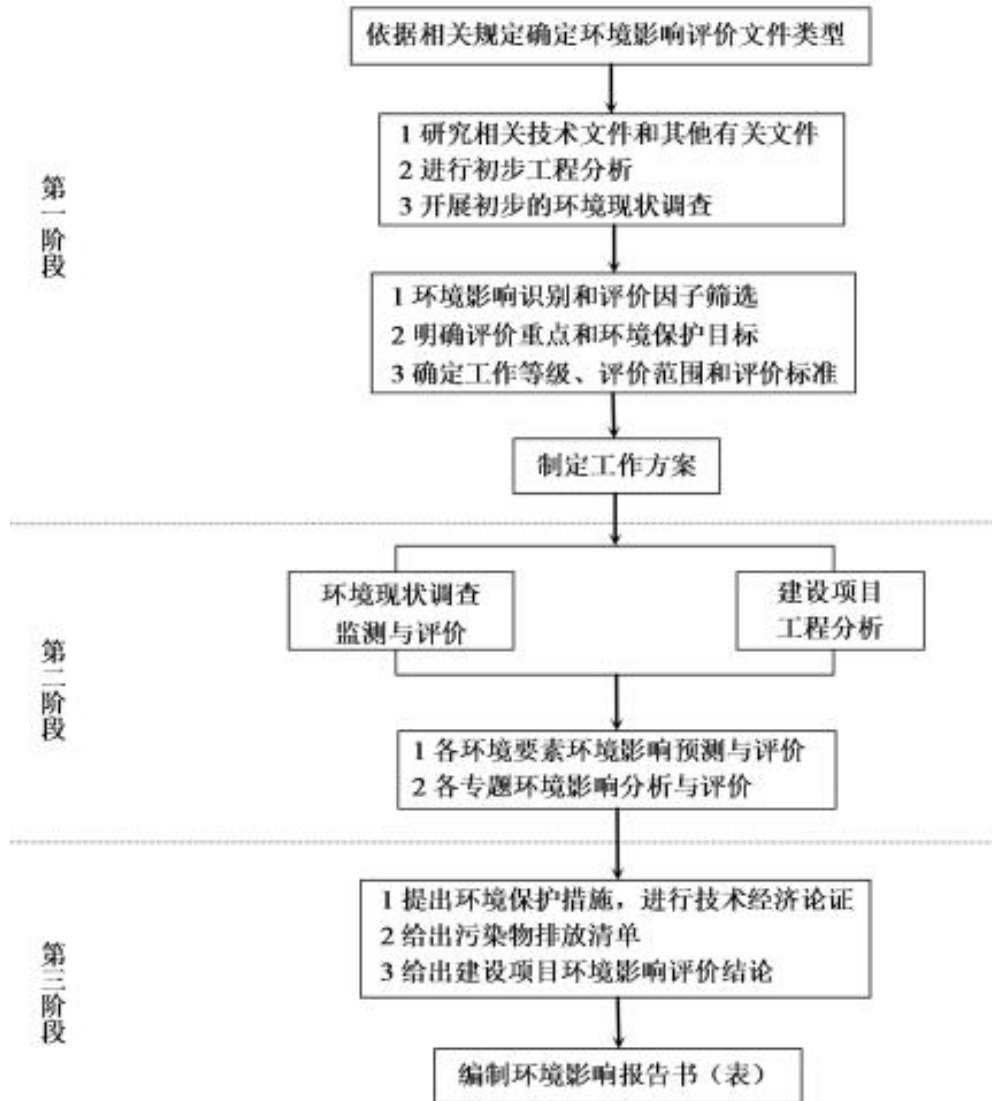 依据相关规定确定环境影响评价文件类型
第一阶段
1 研究相关技术文件和其他有关文件
2 进行初步工程分析
3 开展初步的环境现状调查
1 环境影响识别和评价因子筛选
2 明确评价重点和环境保护目标
3 确定工作等级、评价范围和评价标准
制定工作方案
第二阶段
环境现状调查
监测与评价
建设项目
工程分析
1 各环境要素环境影响预测与评价
2 各专题环境影响分析与评价
第三阶段
1 提出环境保护措施，进行技术经济论证
2 给出污染物排放清单
3 给出建设项目环境影响评价结论
编制环境影响报告书（表）